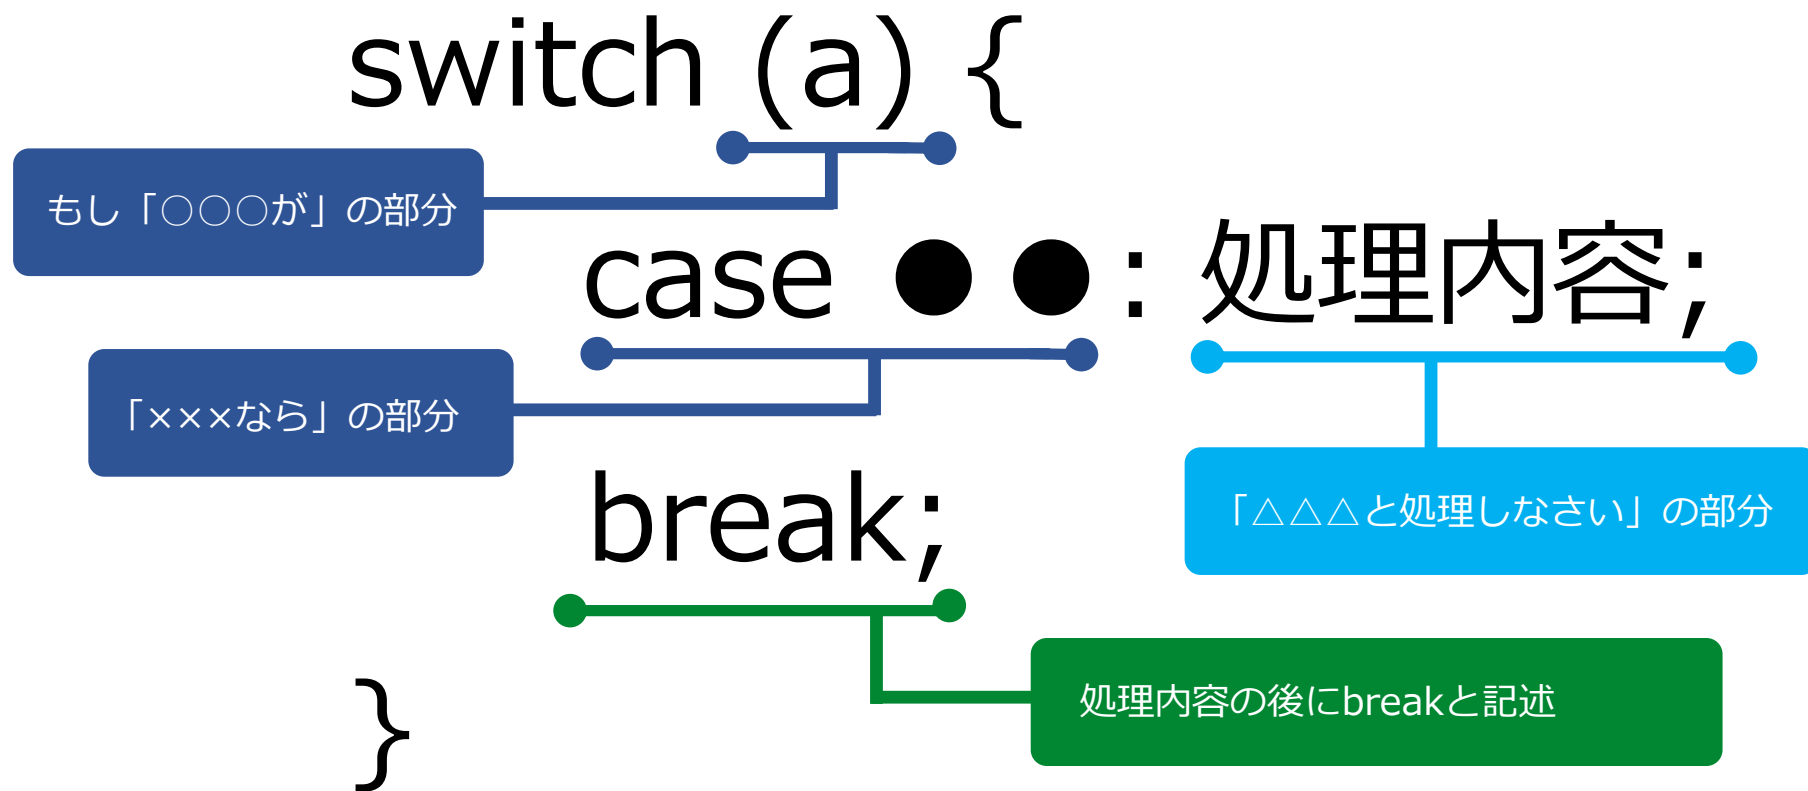 switch (a) {
もし「○○○が」の部分
case ●●: 処理内容;
「×××なら」の部分
break;
「△△△と処理しなさい」の部分
処理内容の後にbreakと記述
}